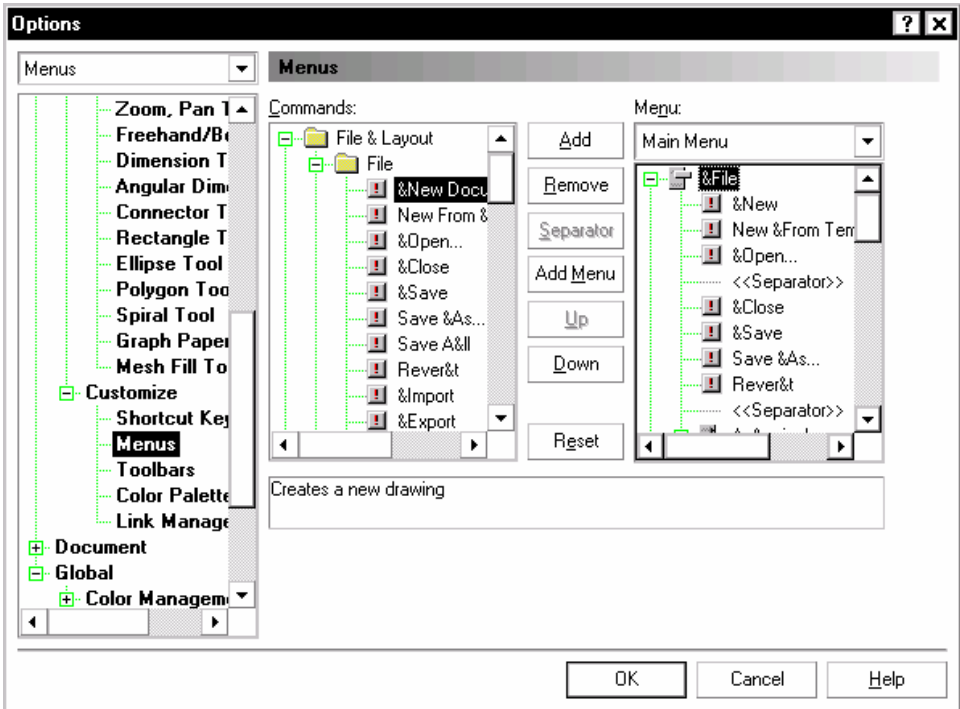 Options
Menus
Zoom, Pan T
Freehand/Be
Dimension T
Angular Dim
Connector T
Rectangle T
Ellipse Tool
Polygon Too
Spiral Tool
Graph Paper
Mesh Fill To
Customize
Shortcut Key
Menus
Toolbars
Color Palette
Link Manage
Document
Global
Color Managem
Menus
Commands:
File & Layout
File
&New Docu
New From &
&Open...
&Close
&Save
Save &As...
Save A&ll
Rever&t
&Import
&Export
Add
Remove
Separator
Add Menu
Up
Down
Reset
Menu:
Main Menu
&File
&New
New &From Tem
&Open...
<<Separator>>
&Close
&Save
Save &As...
Rever&t
<<Separator>>
Creates a new drawing
OK
Cancel
Help